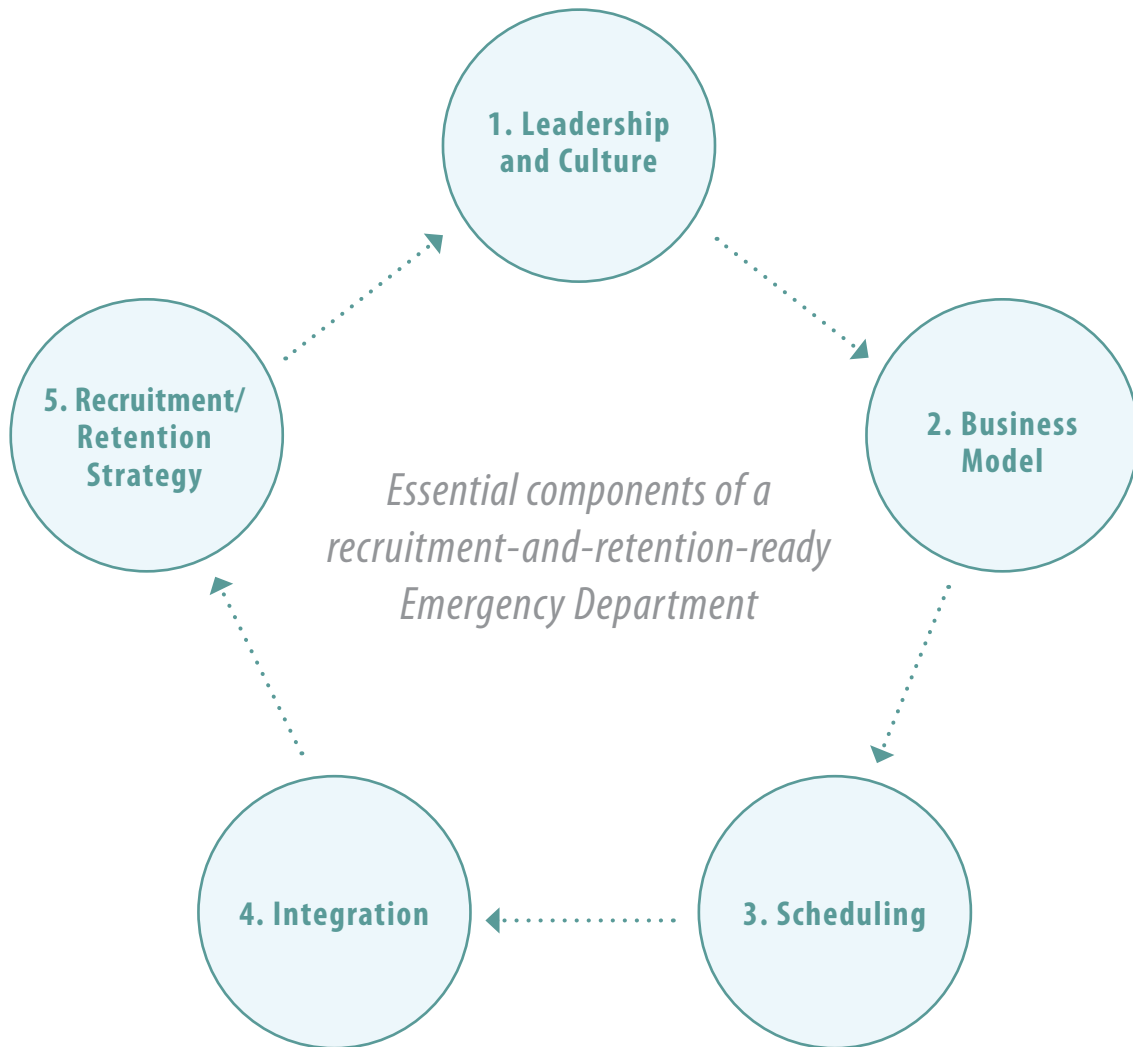 1. Leadership
and Culture
2. Business
Model
3. Scheduling
4. Integration
5. Recruitment/
Retention
Strategy
Essential components of a
recruitment-and-retention-ready
Emergency Department